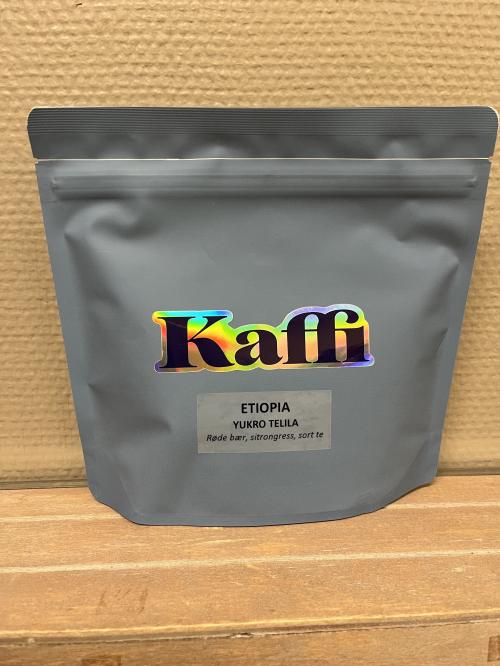 Kaffi
ETIOPIA
YUKRO TELILA
Røde bær, sitrongress, sort te